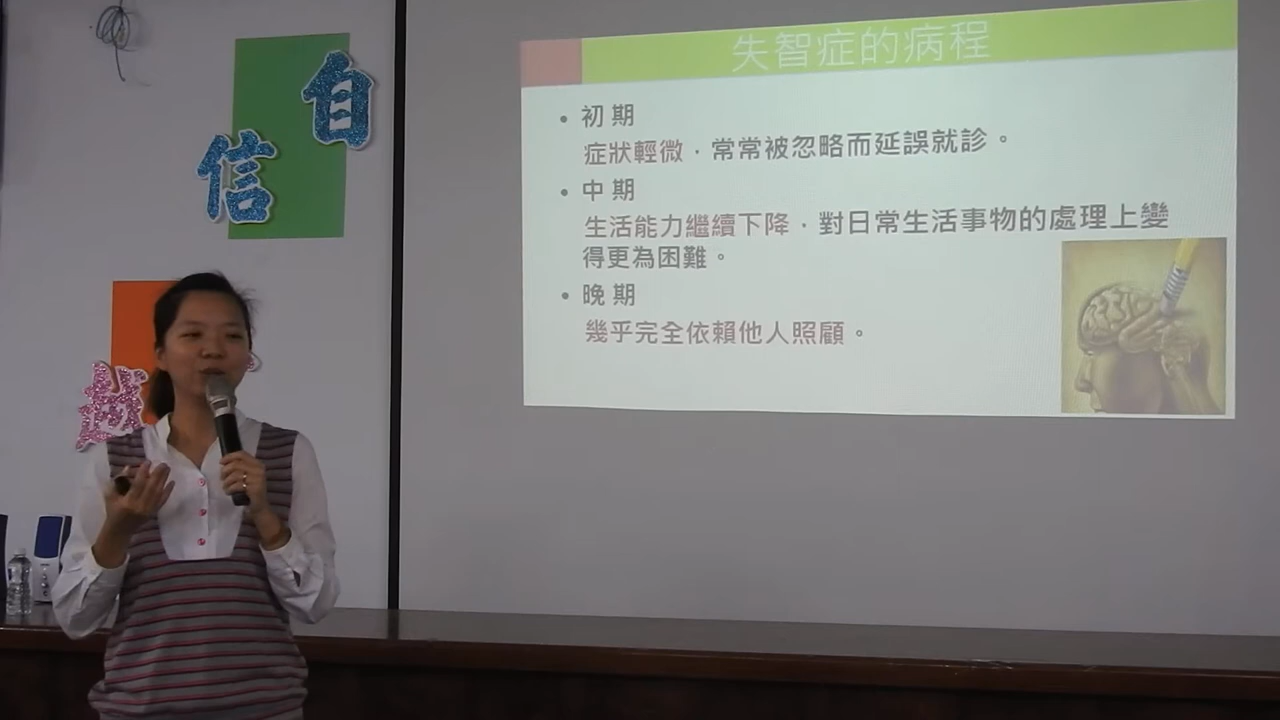 自
信
越
失智症的病程
• 初 期
症狀輕微，常常被忽略而延誤就診。
• 中 期
生活能力繼續下降，對日常生活事物的處理上變
得更為困難。
• 晚 期
幾乎完全依賴他人照顧。